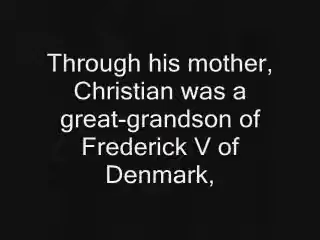 Through his mother,
Christian was a
great-grandson of
Frederick V of
Denmark,